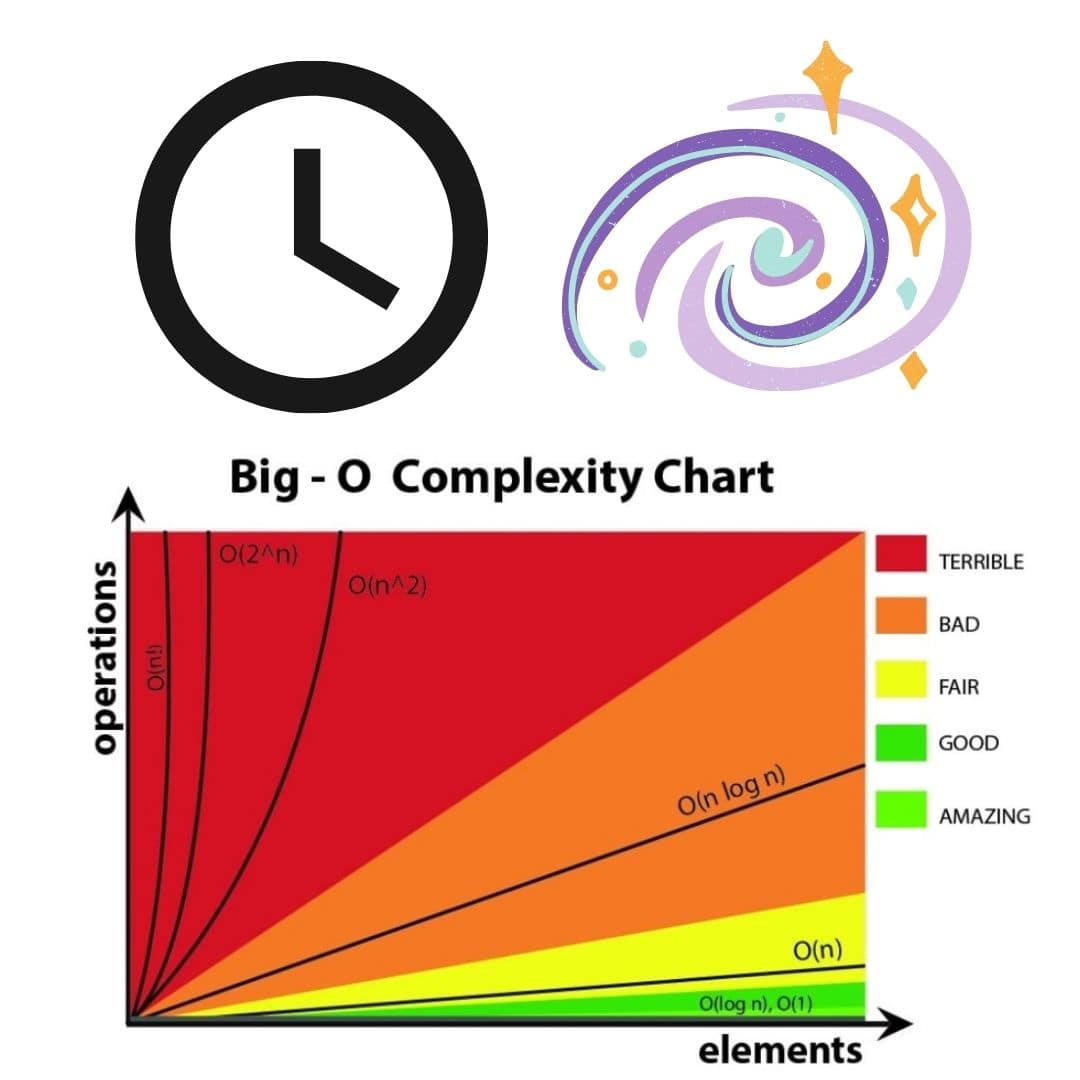 Big - O Complexity Chart
operations
O(n!)
O(2^n)
O(n^2)
O(n log n)
O(n)
O(log n), O(1)
elements
TERRIBLE
BAD
FAIR
GOOD
AMAZING